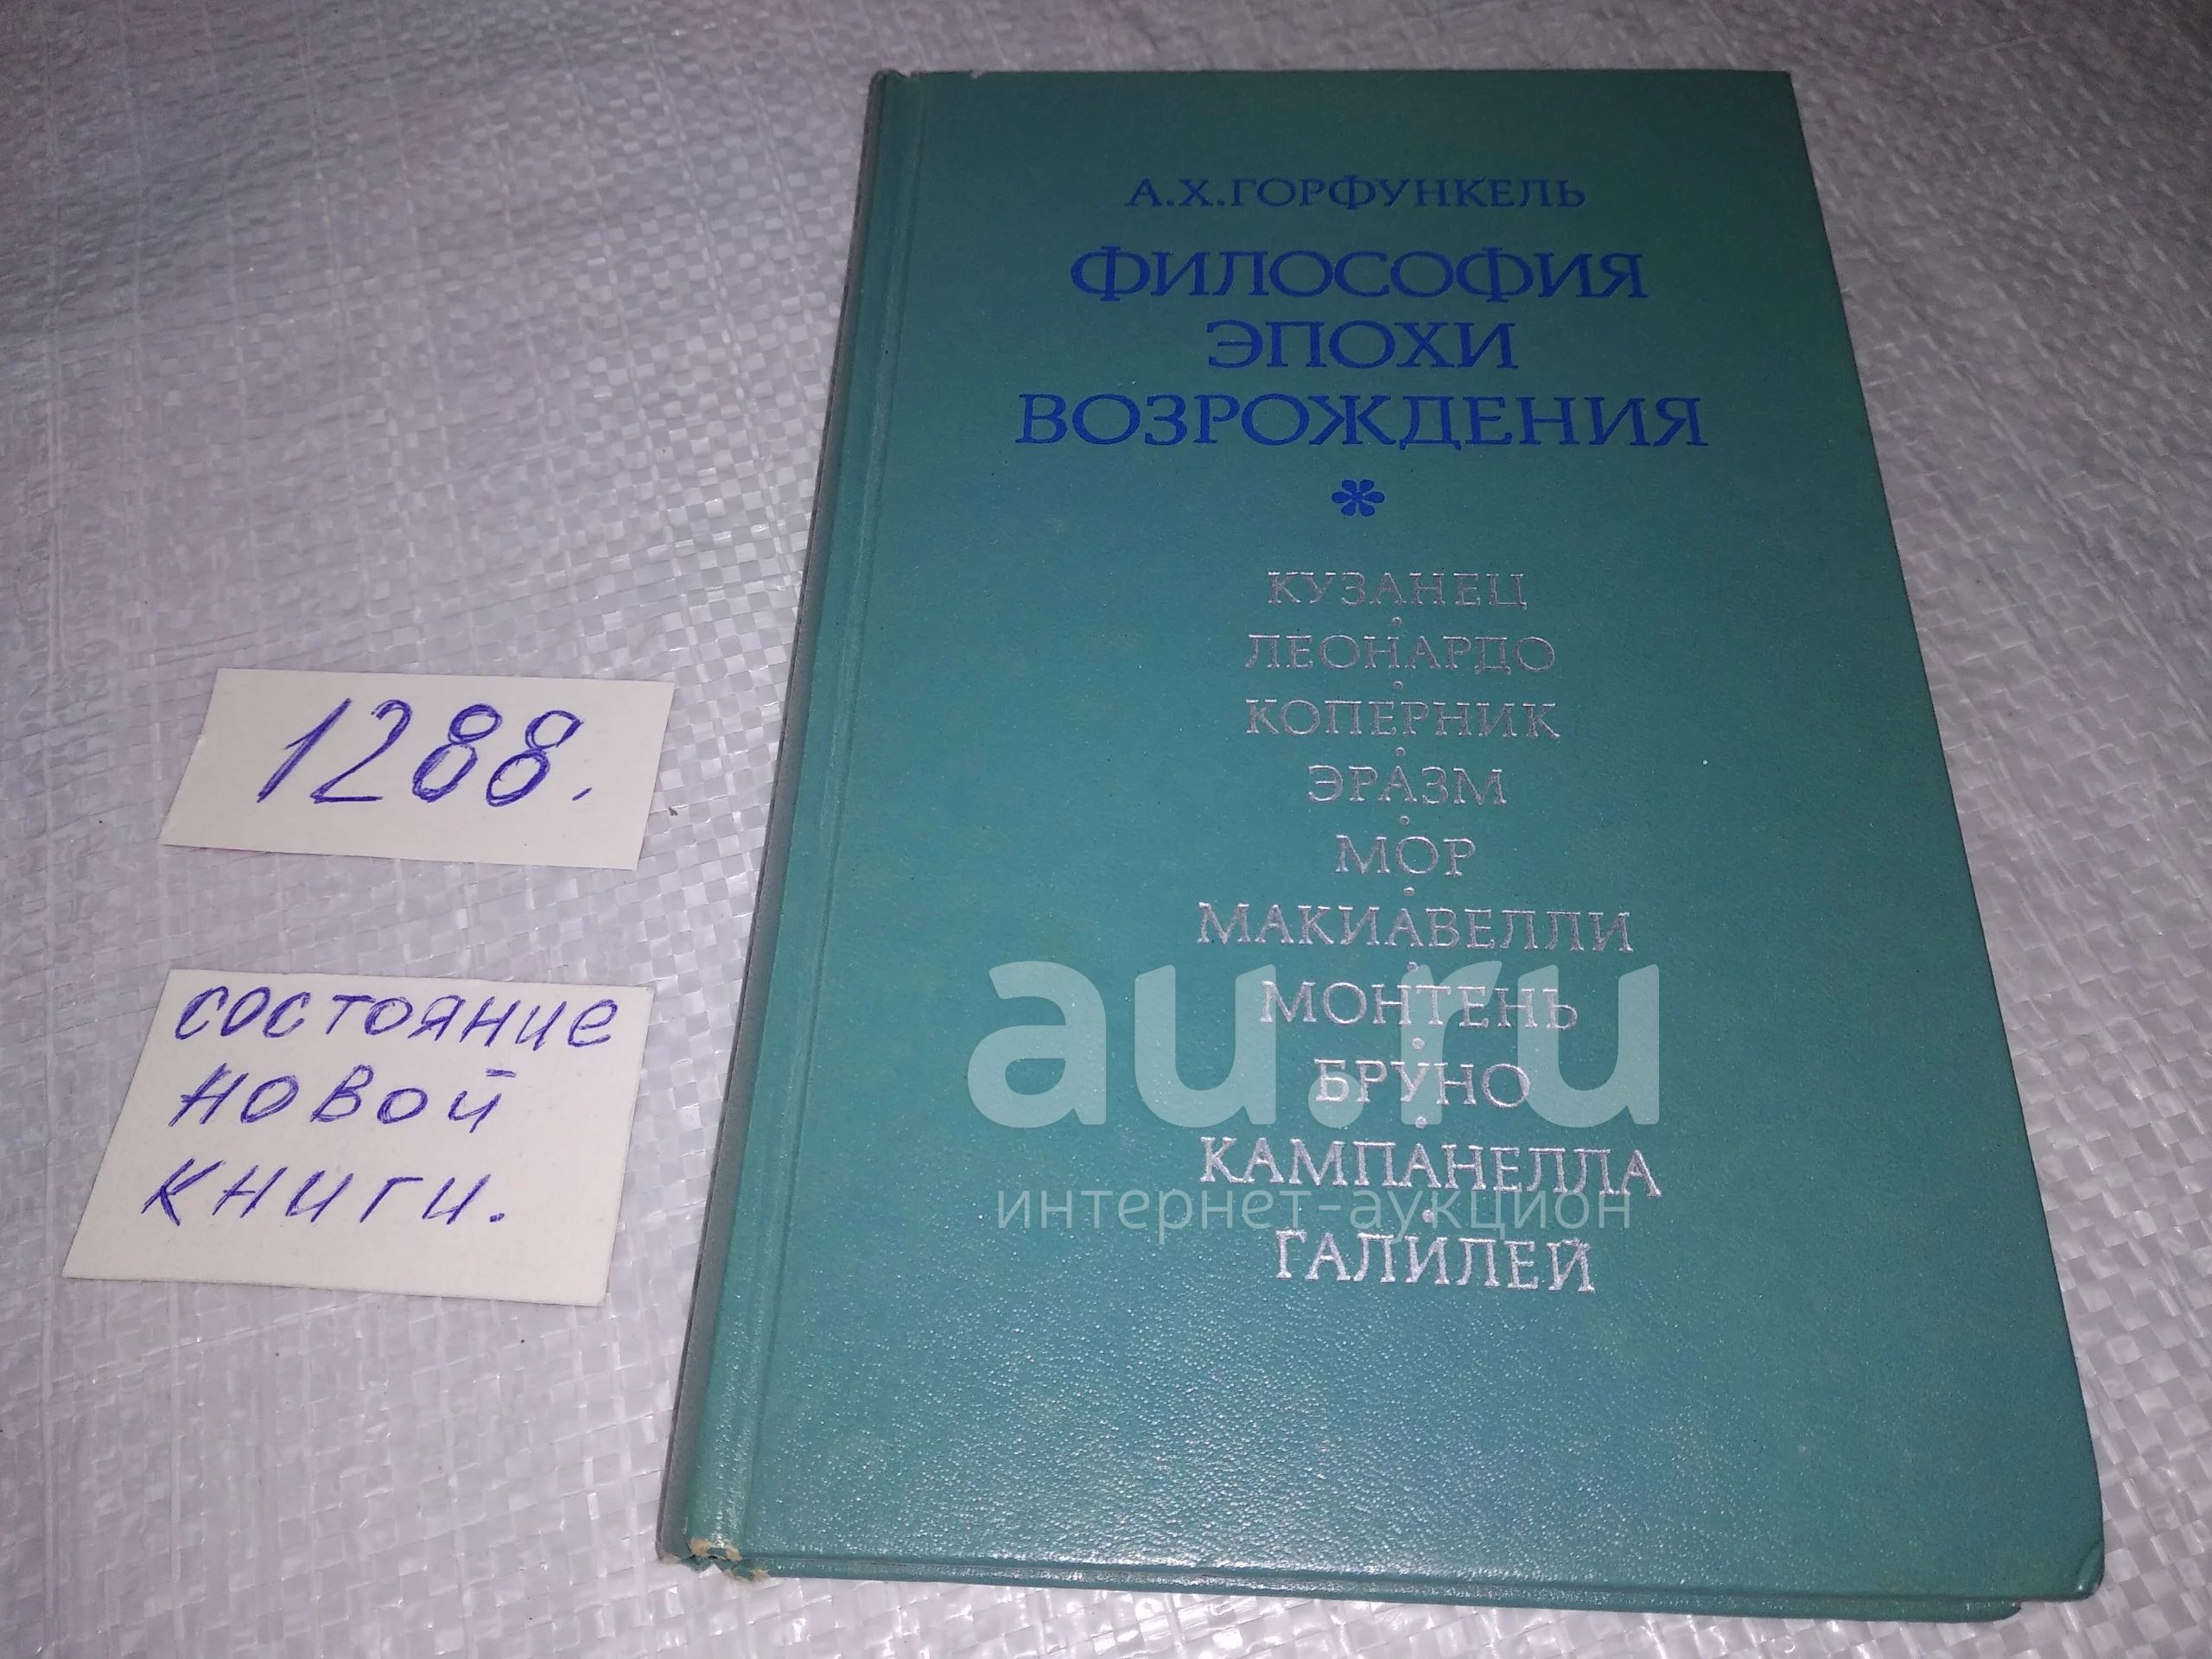 А.Х.ГОРФУНКЕЛЬ
ФИЛОСОФИЯ
ЭПОХИ
ВОЗРОЖДЕНИЯ
*
КУЗАНЕЦ
·
ЛЕОНАРДО
·
КОПЕРНИК
·
ЭРАЗМ
·
МОР
·
МАКИАВЕЛЛИ
·
МОНТЕНЬ
·
БРУНО
·
КАМПАНЕЛЛА
·
ГАЛИЛЕЙ
1288.
состояние
новой
книги.
au.ru
интернет-аукцион